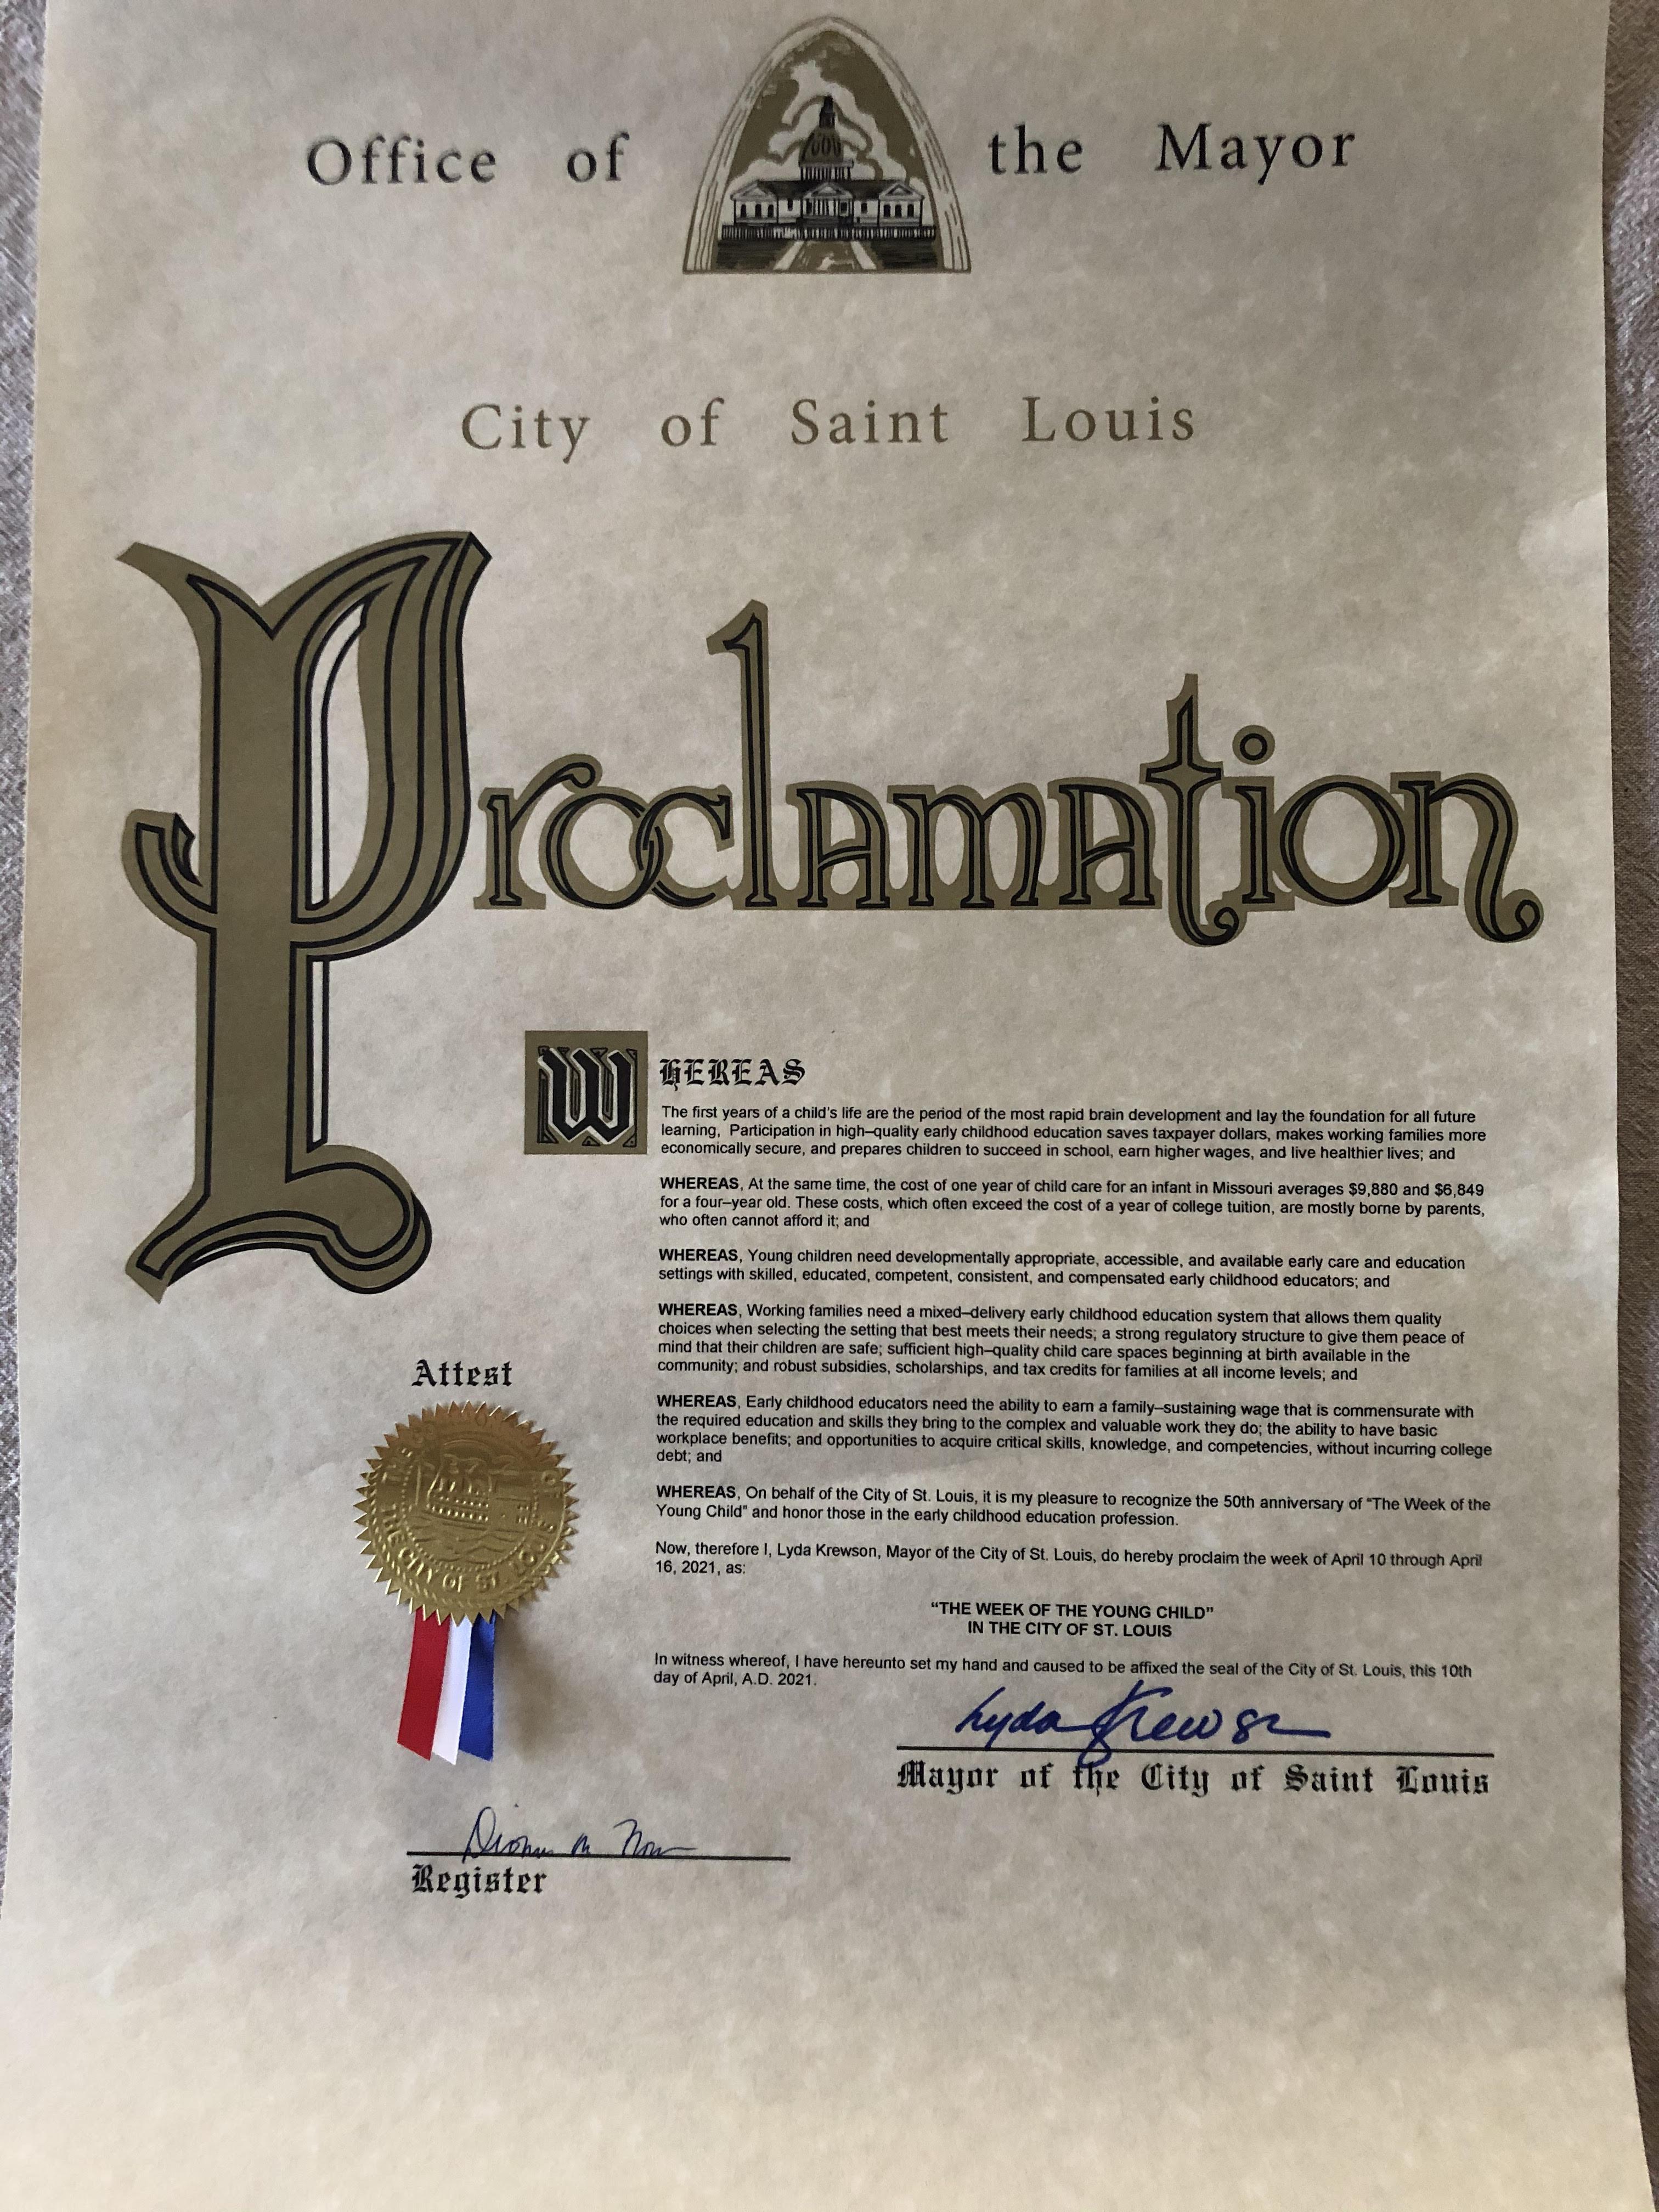 Office of the Mayor
City of Saint Louis
Proclamation
WHEREAS
The first years of a child's life are the period of the most rapid brain development and lay the foundation for all future
learning, Participation in high–quality early childhood education saves taxpayer dollars, makes working families more
economically secure, and prepares children to succeed in school, earn higher wages, and live healthier lives; and
WHEREAS, At the same time, the cost of one year of child care for an infant in Missouri averages $9,880 and $6,849
for a four–year old. These costs, which often exceed the cost of a year of college tuition, are mostly borne by parents,
who often cannot afford it; and
WHEREAS, Young children need developmentally appropriate, accessible, and available early care and education
settings with skilled, educated, competent, consistent, and compensated early childhood educators; and
WHEREAS, Working families need a mixed–delivery early childhood education system that allows them quality
choices when selecting the setting that best meets their needs; a strong regulatory structure to give them peace of
mind that their children are safe; sufficient high–quality child care spaces beginning at birth available in the
community; and robust subsidies, scholarships, and tax credits for families at all income levels; and
WHEREAS, Early childhood educators need the ability to earn a family–sustaining wage that is commensurate with
the required education and skills they bring to the complex and valuable work they do; the ability to have basic
workplace benefits; and opportunities to acquire critical skills, knowledge, and competencies, without incurring college
debt; and
WHEREAS, On behalf of the City of St. Louis, it is my pleasure to recognize the 50th anniversary of "The Week of the
Young Child" and honor those in the early childhood education profession.
Now, therefore I, Lyda Krewson, Mayor of the City of St. Louis, do hereby proclaim the week of April 10 through April
16, 2021, as:
"THE WEEK OF THE YOUNG CHILD"
IN THE CITY OF ST. LOUIS
In witness whereof, I have hereunto set my hand and caused to be affixed the seal of the City of St. Louis, this 10th
day of April, A.D. 2021.
Lyda Krewson
Mayor of the City of Saint Louis
Attest
THE CITY OF ST. LOUIS
Register